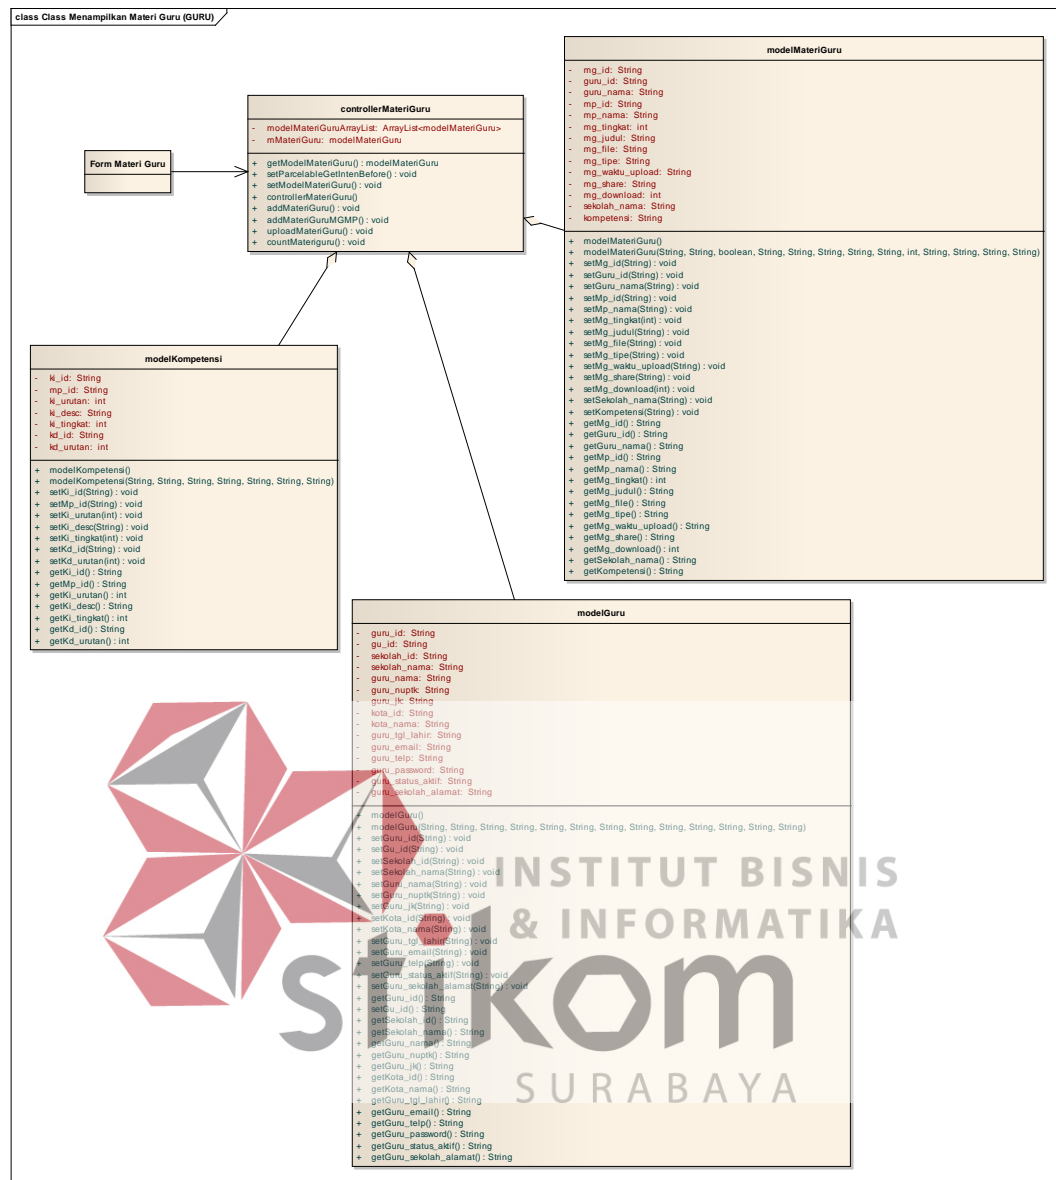 class Class Menampilkan Materi Guru (GURU)
Form Materi Guru
controllerMateriGuru
- modelMateriGuruArrayList: ArrayList<modelMateriGuru>
- mMateriGuru: modelMateriGuru
+ getModelMateriGuru() : modelMateriGuru
+ setParcelableGetIntenBefore() : void
+ setModelMateriGuru() : void
+ controllerMateriGuru()
+ addMateriGuru() : void
+ addMateriGuruMGMP() : void
+ uploadMateriGuru() : void
+ countMateriguru() : void
modelMateriGuru
- mg_id: String
- guru_id: String
- guru_nama: String
- mp_id: String
- mp_nama: String
- mg_tingkat: int
- mg_judul: String
- mg_file: String
- mg_tipe: String
- mg_waktu_upload: String
- mg_share: String
- mg_download: int
- sekolah_nama: String
- kompetensi: String
+ modelMateriGuru()
+ modelMateriGuru(String, String, boolean, String, String, String, String, String, int, String, String, String, String)
+ setMg_id(String) : void
+ setGuru_id(String) : void
+ setGuru_nama(String) : void
+ setMp_id(String) : void
+ setMp_nama(String) : void
+ setMg_tingkat(int) : void
+ setMg_judul(String) : void
+ setMg_file(String) : void
+ setMg_tipe(String) : void
+ setMg_waktu_upload(String) : void
+ setMg_share(String) : void
+ setMg_download(int) : void
+ setSekolah_nama(String) : void
+ setKompetensi(String) : void
+ getMg_id() : String
+ getGuru_id() : String
+ getGuru_nama() : String
+ getMp_id() : String
+ getMp_nama() : String
+ getMg_tingkat() : int
+ getMg_judul() : String
+ getMg_file() : String
+ getMg_tipe() : String
+ getMg_waktu_upload() : String
+ getMg_share() : String
+ getMg_download() : int
+ getSekolah_nama() : String
+ getKompetensi() : String
modelKompetensi
- ki_id: String
- mp_id: String
- ki_urutan: int
- ki_desc: String
- ki_tingkat: int
- kd_id: String
- kd_urutan: int
+ modelKompetensi()
+ modelKompetensi(String, String, String, String, String, String, String)
+ setKi_id(String) : void
+ setMp_id(String) : void
+ setKi_urutan(int) : void
+ setKi_desc(String) : void
+ setKi_tingkat(int) : void
+ setKd_id(String) : void
+ setKd_urutan(int) : void
+ getKi_id() : String
+ getMp_id() : String
+ getKi_urutan() : int
+ getKi_desc() : String
+ getKi_tingkat() : int
+ getKd_id() : String
+ getKd_urutan() : int
modelGuru
- guru_id: String
- gu_id: String
- sekolah_id: String
- sekolah_nama: String
- guru_nama: String
- guru_nuptk: String
- guru_jk: String
- kota_id: String
- kota_nama: String
- guru_tgl_lahir: String
- guru_email: String
- guru_telp: String
- guru_password: String
- guru_status_aktif: String
- guru_sekolah_alamat: String
+ modelGuru()
+ modelGuru(String, String, String, String, String, String, String, String, String, String, String, String, String)
+ setGuru_id(String) : void
+ setGu_id(String) : void
+ setSekolah_id(String) : void
+ setSekolah_nama(String) : void
+ setGuru_nama(String) : void
+ setGuru_nuptk(String) : void
+ setGuru_jk(String) : void
+ setKota_id(String) : void
+ setKota_nama(String) : void
+ setGuru_tgl_lahir(String) : void
+ setGuru_email(String) : void
+ setGuru_telp(String) : void
+ setGuru_status_aktif(String) : void
+ setGuru_sekolah_alamat(String) : void
+ getGuru_id() : String
+ setGu_id() : String
+ getSekolah_id() : String
+ getSekolah_nama() : String
+ getGuru_nama() : String
+ getGuru_nuptk() : String
+ getGuru_jk() : String
+ getKota_id() : String
+ getKota_nama() : String
+ getGuru_tgl_lahir() : String
+ getGuru_email() : String
+ getGuru_telp() : String
+ getGuru_password() : String
+ getGuru_status_aktif() : String
+ getGuru_sekolah_alamat() : String
INSTITUT BISNIS
& INFORMATIKA
stikom
SURABAYA